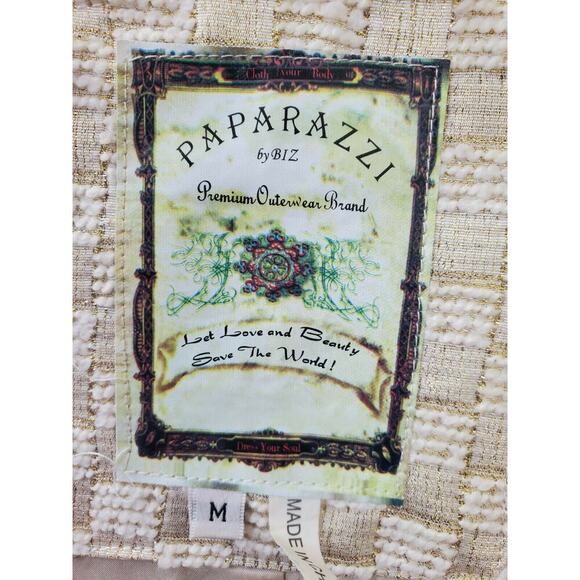 Cloth Your Body
PAPARAZZI
by BIZ
Premium Outerwear Brand
Let Love and Beauty
Save The World!
Dress Your Soul
M
MADE IN